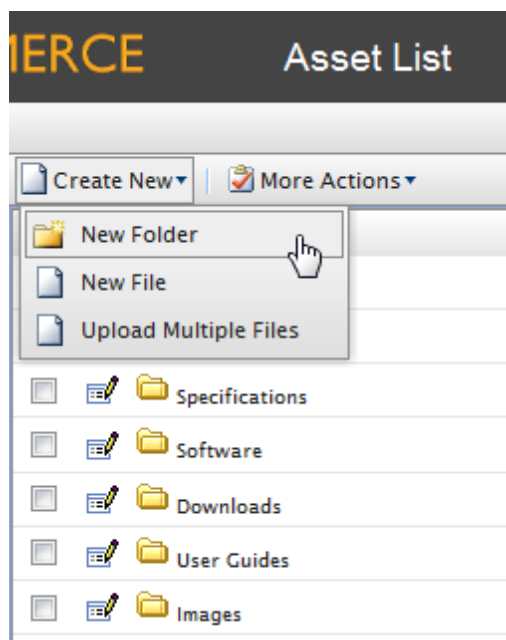 MERCE Asset List
Create New More Actions
New Folder
New File
Upload Multiple Files
Specifications
Software
Downloads
User Guides
Images